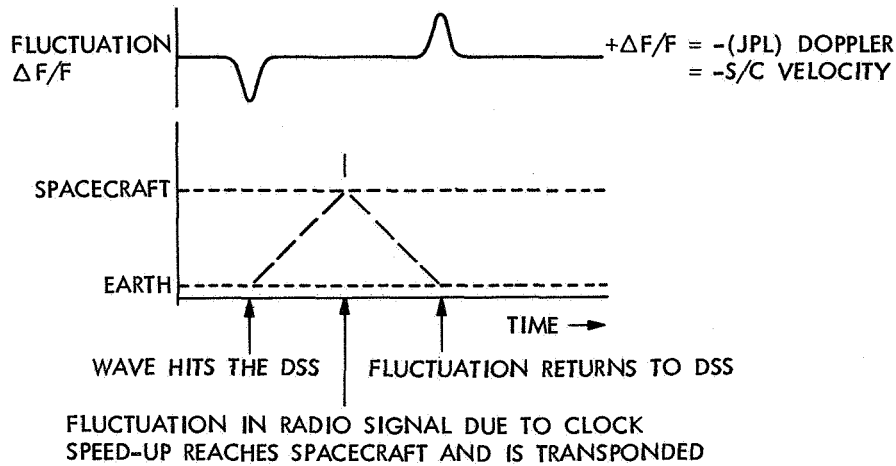 FLUCTUATION
ΔF/F
+ΔF/F = -(JPL) DOPPLER
= -S/C VELOCITY
SPACECRAFT
EARTH
TIME →
WAVE HITS THE DSS
FLUCTUATION RETURNS TO DSS
FLUCTUATION IN RADIO SIGNAL DUE TO CLOCK
SPEED-UP REACHES SPACECRAFT AND IS TRANSPONDED